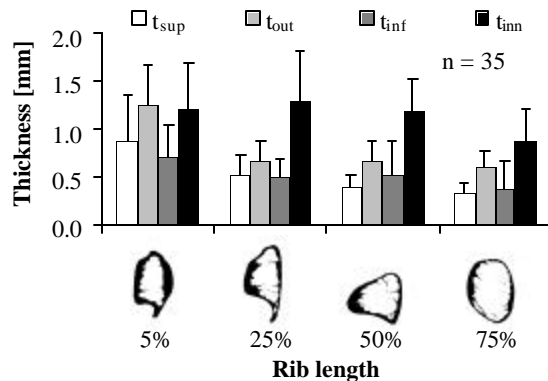 t_sup t_out t_inf t_inn
n = 35
Thickness [mm]
2.0
1.5
1.0
0.5
0.0
5% 25% 50% 75%
Rib length